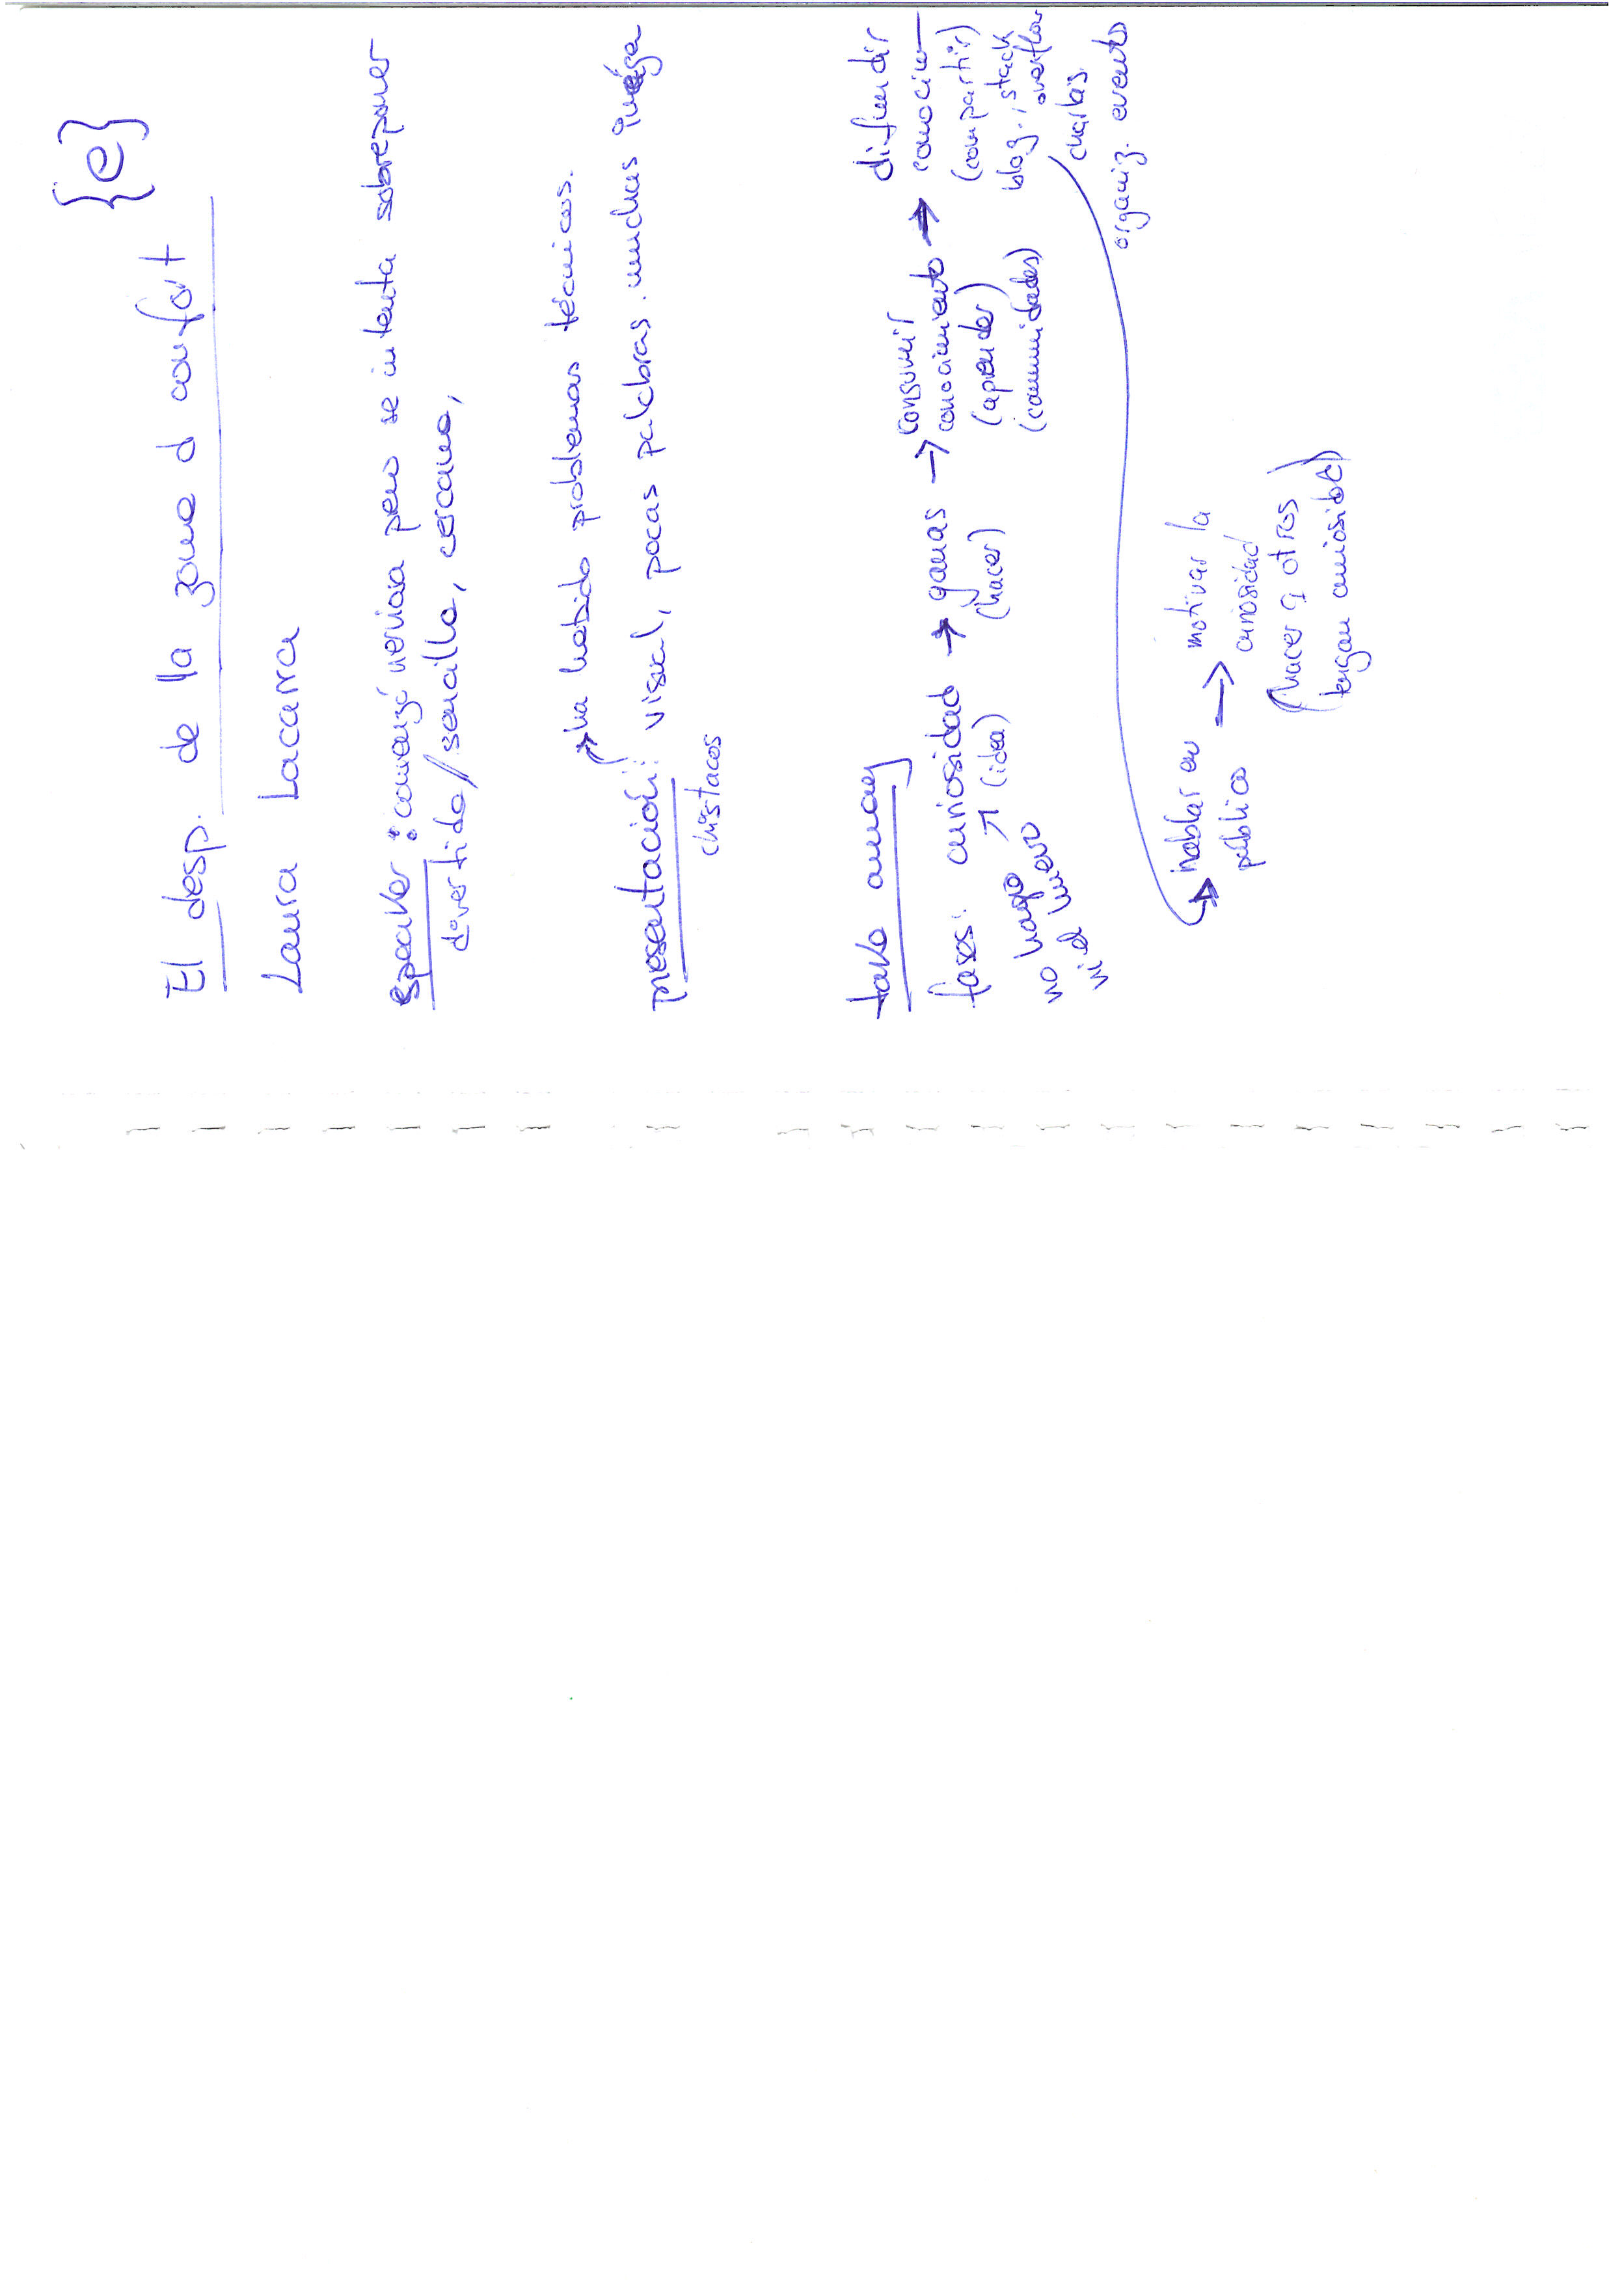 {e}
El desp. de la zona d confort
Laura Lacarra
speaker : comenzó nerviosa pero se intenta sobreponer
divertida/sencilla, cercana,
ha habido problemas técnicos.
presentación: visual, pocas palabras. muchas
chistacos
take away
fases: curiosidad → ganas → consumir conocimiento → difundir conocim—
(idea) (hacer) (aprender) (compartir)
no hago
ni el huevo
(comunidades)
blog., stack
overflow
charlas
organiz. events
hablar en
público
→ motivar la
curiosidad
(hacer q otros
tengan curiosidad)